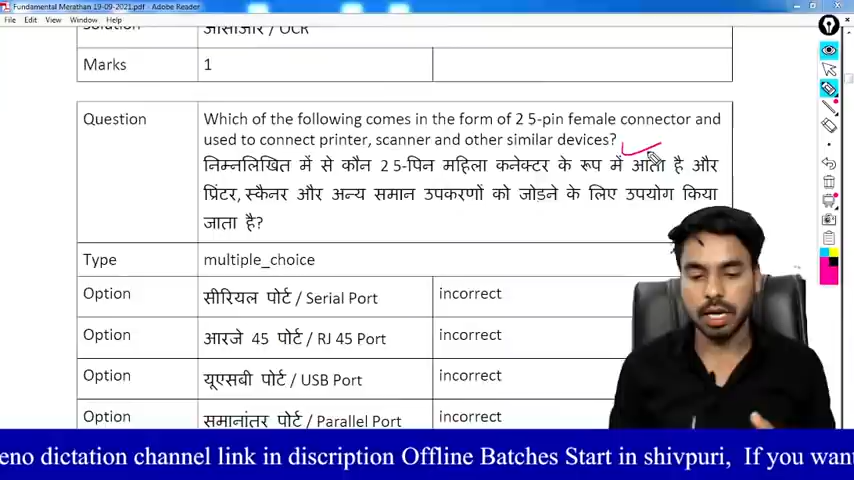 Fundamental Merathan 19-09-2021.pdf - Adobe Reader
File Edit View Window Help
आसीआर / OCR
Marks 1
Question Which of the following comes in the form of 2 5-pin female connector and
used to connect printer, scanner and other similar devices?
निम्नलिखित में से कौन 2 5-पिन महिला कनेक्टर के रूप में आता है और
प्रिंटर, स्कैनर और अन्य समान उपकरणों को जोड़ने के लिए उपयोग किया
जाता है?
Type multiple_choice
Option सीरियल पोर्ट / Serial Port incorrect
Option आरजे 45 पोर्ट / RJ 45 Port incorrect
Option यूएसबी पोर्ट / USB Port incorrect
Option समानांतर पोर्ट / Parallel Port incorrect
eno dictation channel link in discription Offline Batches Start in shivpuri, If you want